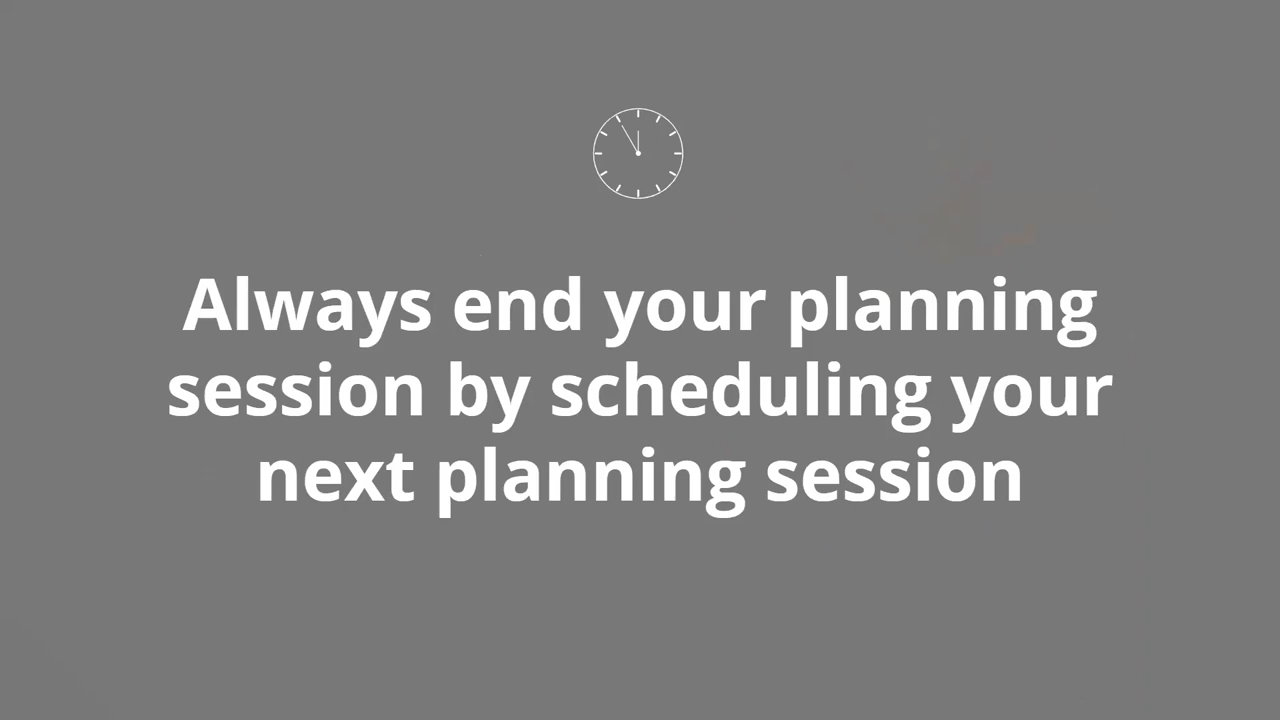 Always end your planning
session by scheduling your
next planning session